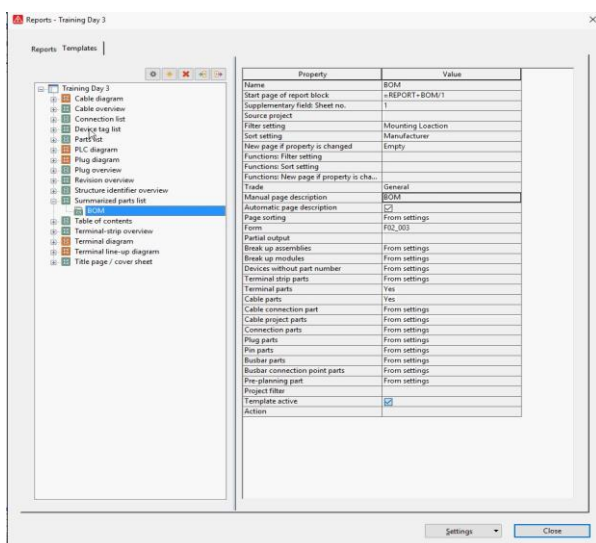 Reports - Training Day 3
Reports Templates
Training Day 3
Cable diagram
Cable overview
Connection list
Device tag list
Parts list
PLC diagram
Plug diagram
Plug overview
Revision overview
Structure identifier overview
Summarized parts list
BOM
Table of contents
Terminal-strip overview
Terminal diagram
Terminal line-up diagram
Title page / cover sheet
Property Value
Name BOM
Start page of report block =REPORT+BOM/1
Supplementary field: Sheet no. 1
Source project
Filter setting Mounting Loection
Sort setting Manufacturer
New page if property is changed Empty
Functions: Filter setting
Functions: Sort setting
Functions: New page if property is cha...
Trade General
Manual page description BOM
Automatic page description
Page sorting From settings
Form F02_003
Partial output
Break up assemblies From settings
Break up modules From settings
Devices without part number From settings
Terminal strip parts From settings
Terminal parts Yes
Cable parts Yes
Cable connection part From settings
Cable project parts From settings
Connection parts From settings
Plug parts From settings
Pin parts From settings
Busbar parts From settings
Busbar connection point parts From settings
Pre-planning part From settings
Project filter
Template active
Action
Settings Close